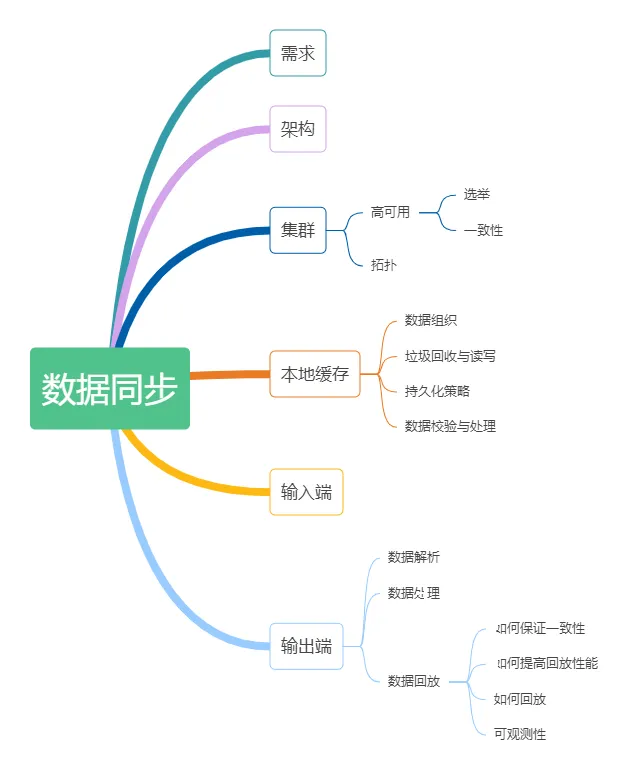 需求
架构
集群
高可用
选举
一致性
拓扑
数据同步
本地缓存
数据组织
垃圾回收与读写
持久化策略
数据校验与处理
输入端
输出端
数据解析
数据处理
数据回放
如何保证一致性
如何提高回放性能
如何回放
可观测性